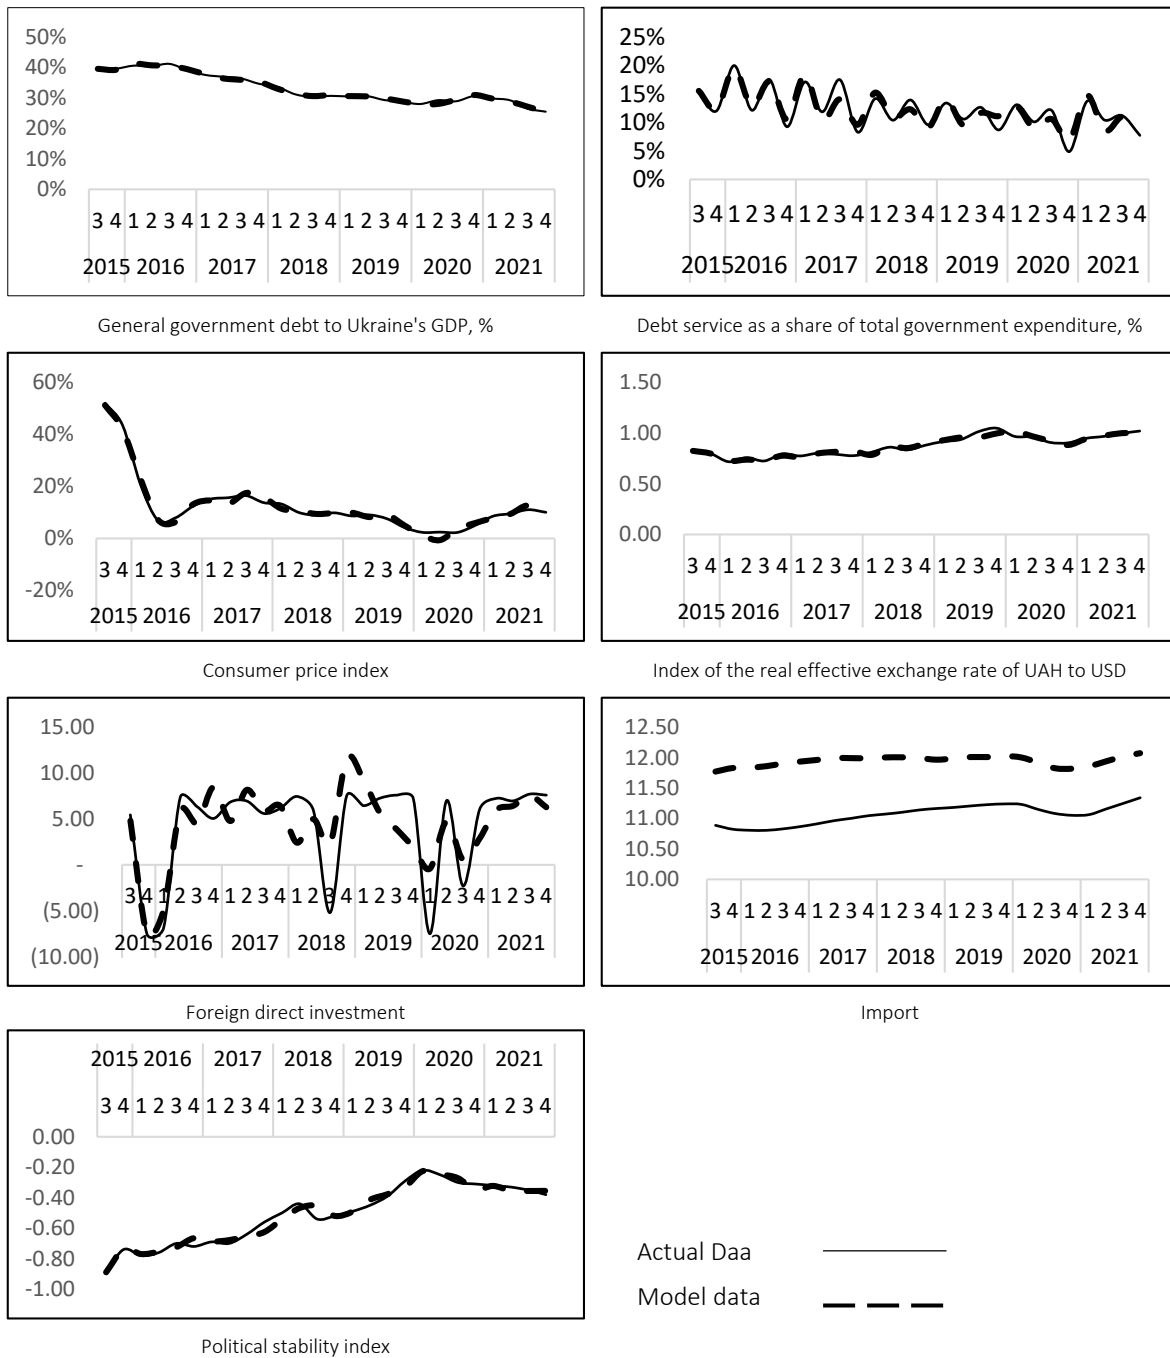 50%
40%
30%
20%
10%
0%
3 4 1 2 3 4 1 2 3 4 1 2 3 4 1 2 3 4 1 2 3 4 1 2 3 4
2015 2016 2017 2018 2019 2020 2021
General government debt to Ukraine's GDP, %
25%
20%
15%
10%
5%
0%
3 4 1 2 3 4 1 2 3 4 1 2 3 4 1 2 3 4 1 2 3 4 1 2 3 4
2015 2016 2017 2018 2019 2020 2021
Debt service as a share of total government expenditure, %
60%
40%
20%
0%
-20%
3 4 1 2 3 4 1 2 3 4 1 2 3 4 1 2 3 4 1 2 3 4 1 2 3 4
2015 2016 2017 2018 2019 2020 2021
Consumer price index
1.50
1.00
0.50
0.00
3 4 1 2 3 4 1 2 3 4 1 2 3 4 1 2 3 4 1 2 3 4 1 2 3 4
2015 2016 2017 2018 2019 2020 2021
Index of the real effective exchange rate of UAH to USD
15.00
10.00
5.00
-
(5.00)
(10.00)
3 4 1 2 3 4 1 2 3 4 1 2 3 4 1 2 3 4 1 2 3 4 1 2 3 4
2015 2016 2017 2018 2019 2020 2021
Foreign direct investment
12.50
12.00
11.50
11.00
10.50
10.00
3 4 1 2 3 4 1 2 3 4 1 2 3 4 1 2 3 4 1 2 3 4 1 2 3 4
2015 2016 2017 2018 2019 2020 2021
Import
2015 2016 2017 2018 2019 2020 2021
3 4 1 2 3 4 1 2 3 4 1 2 3 4 1 2 3 4 1 2 3 4 1 2 3 4
0.00
-0.20
-0.40
-0.60
-0.80
-1.00
Political stability index
Actual Daa
Model data